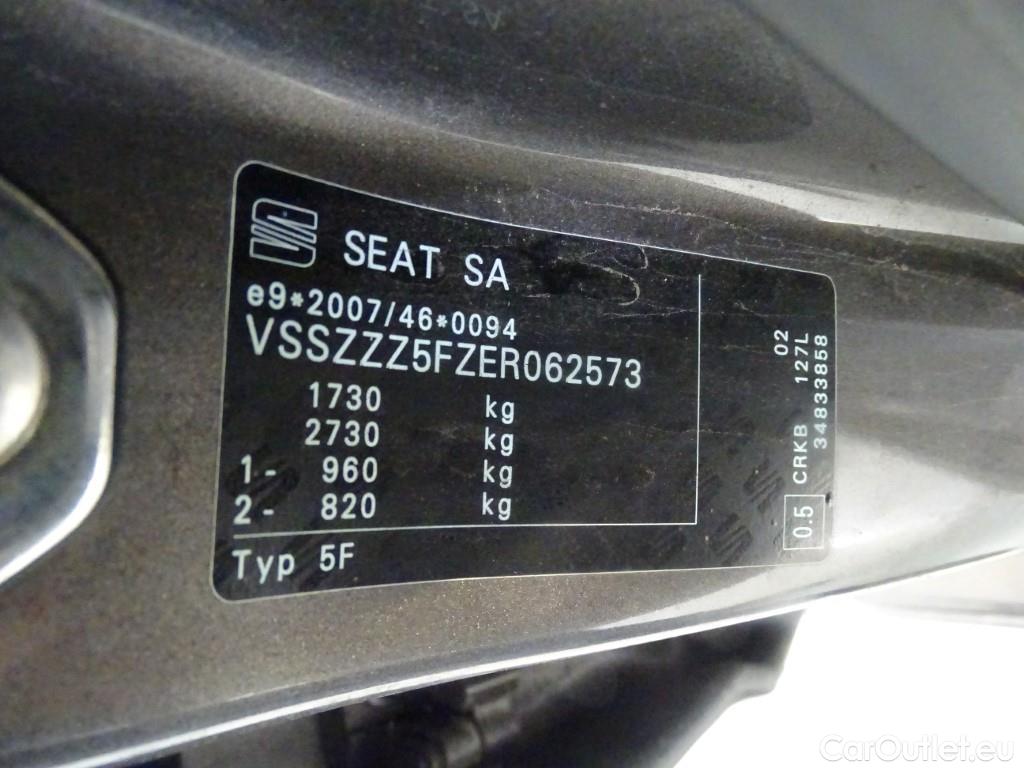 SEAT SA
e9*2007/46*0094
VSSZZZ5FZER062573
1730 kg
2730 kg
1- 960 kg
2- 820 kg
Typ 5F
02
0.5 CRKB 127L
34833858
CarOutlet.eu